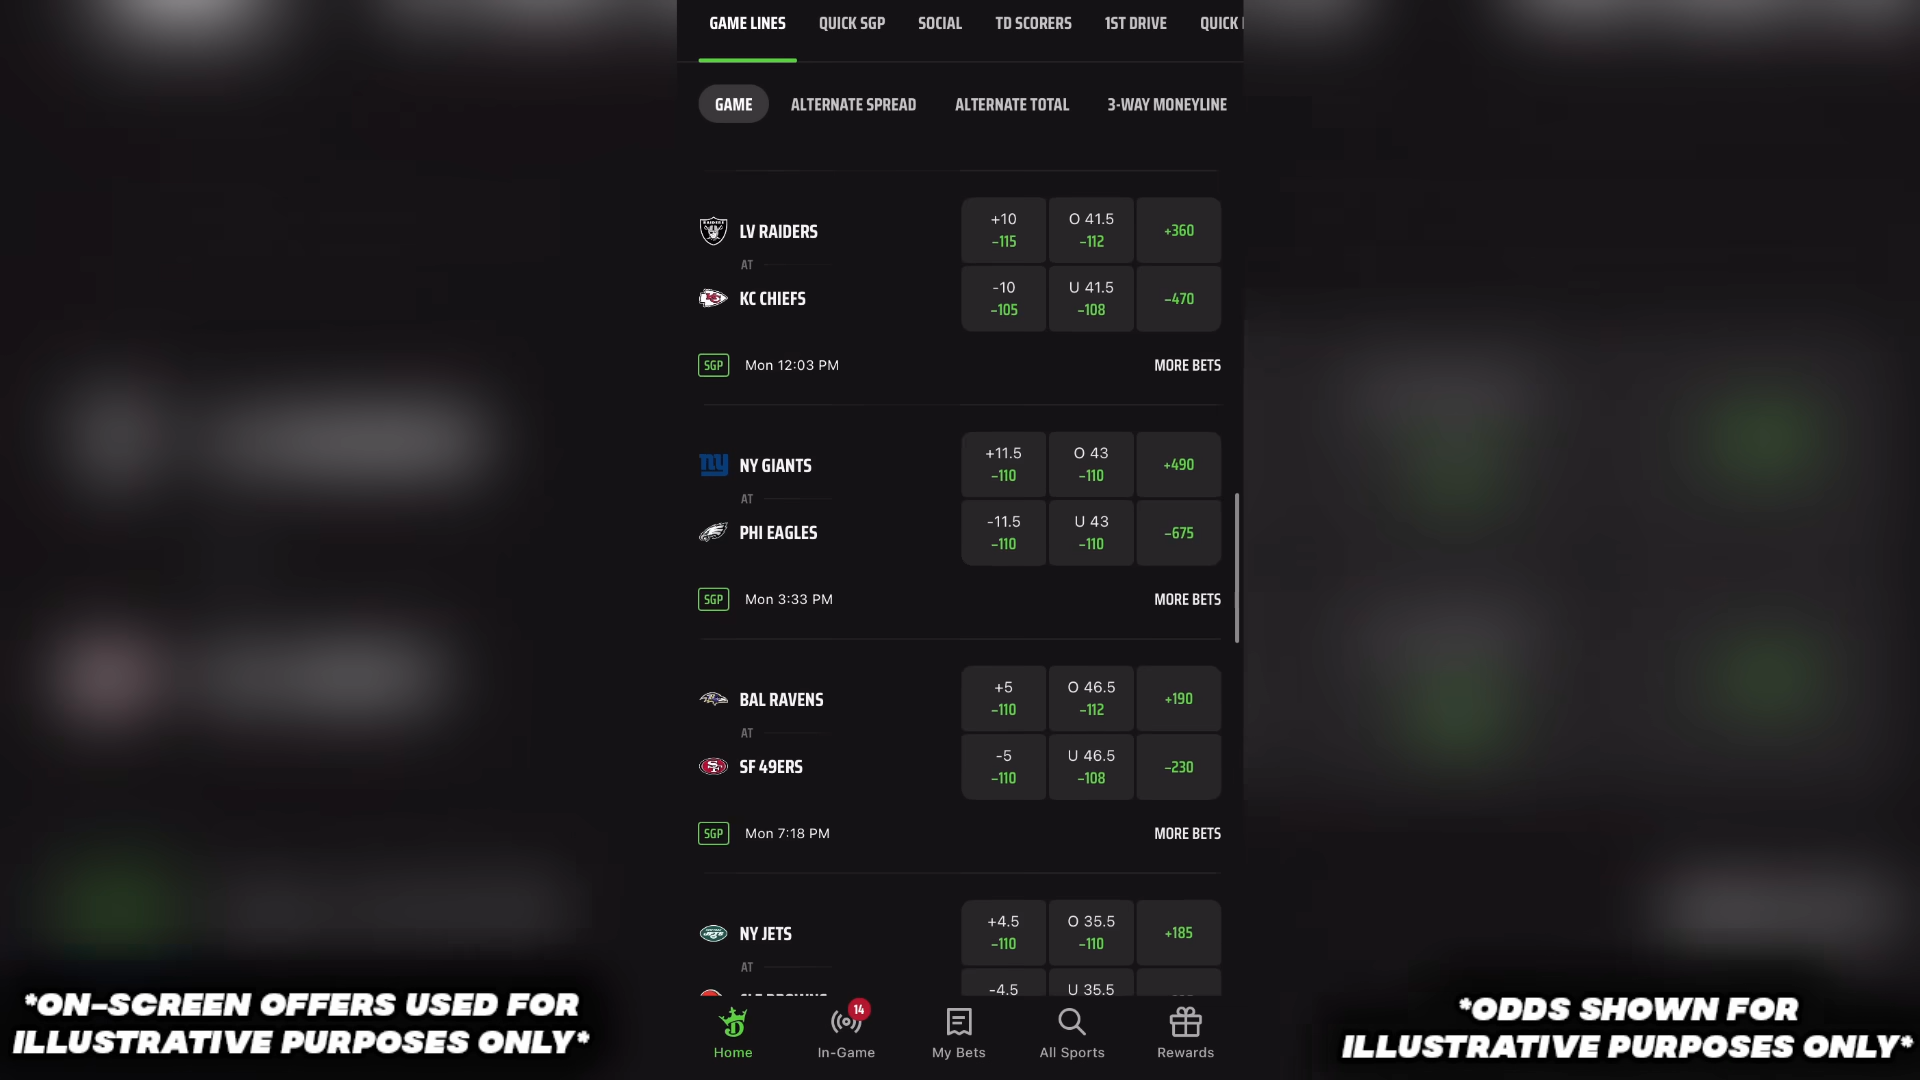 GAME LINES QUICK SGP SOCIAL TD SCORERS 1ST DRIVE QUICK
GAME ALTERNATE SPREAD ALTERNATE TOTAL 3-WAY MONEYLINE
LV RAIDERS
+10 O 41.5
-115 -112 +360
AT
KC CHIEFS
-10 U 41.5
-105 -108 -470
SGP Mon 12:03 PM MORE BETS
NY GIANTS
+11.5 O 43
-110 -110 +490
AT
PHI EAGLES
-11.5 U 43
-110 -110 -675
SGP Mon 3:33 PM MORE BETS
BAL RAVENS
+5 O 46.5
-110 -112 +190
AT
SF 49ERS
-5 U 46.5
-110 -108 -230
SGP Mon 7:18 PM MORE BETS
NY JETS
+4.5 O 35.5
-110 -110 +185
AT
-4.5 U 35.5
14
Home In-Game My Bets All Sports Rewards
*ON-SCREEN OFFERS USED FOR
ILLUSTRATIVE PURPOSES ONLY*
*ODDS SHOWN FOR
ILLUSTRATIVE PURPOSES ONLY*